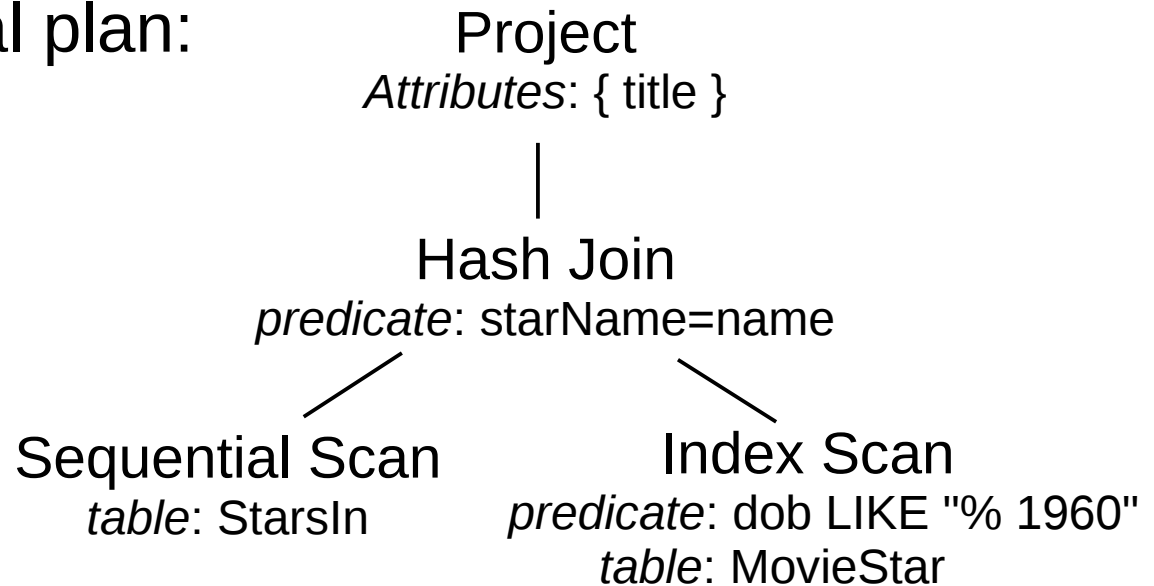 al plan:
Project
Attributes: { title }
Hash Join
predicate: starName=name
Sequential Scan
table: StarsIn
Index Scan
predicate: dob LIKE "% 1960"
table: MovieStar